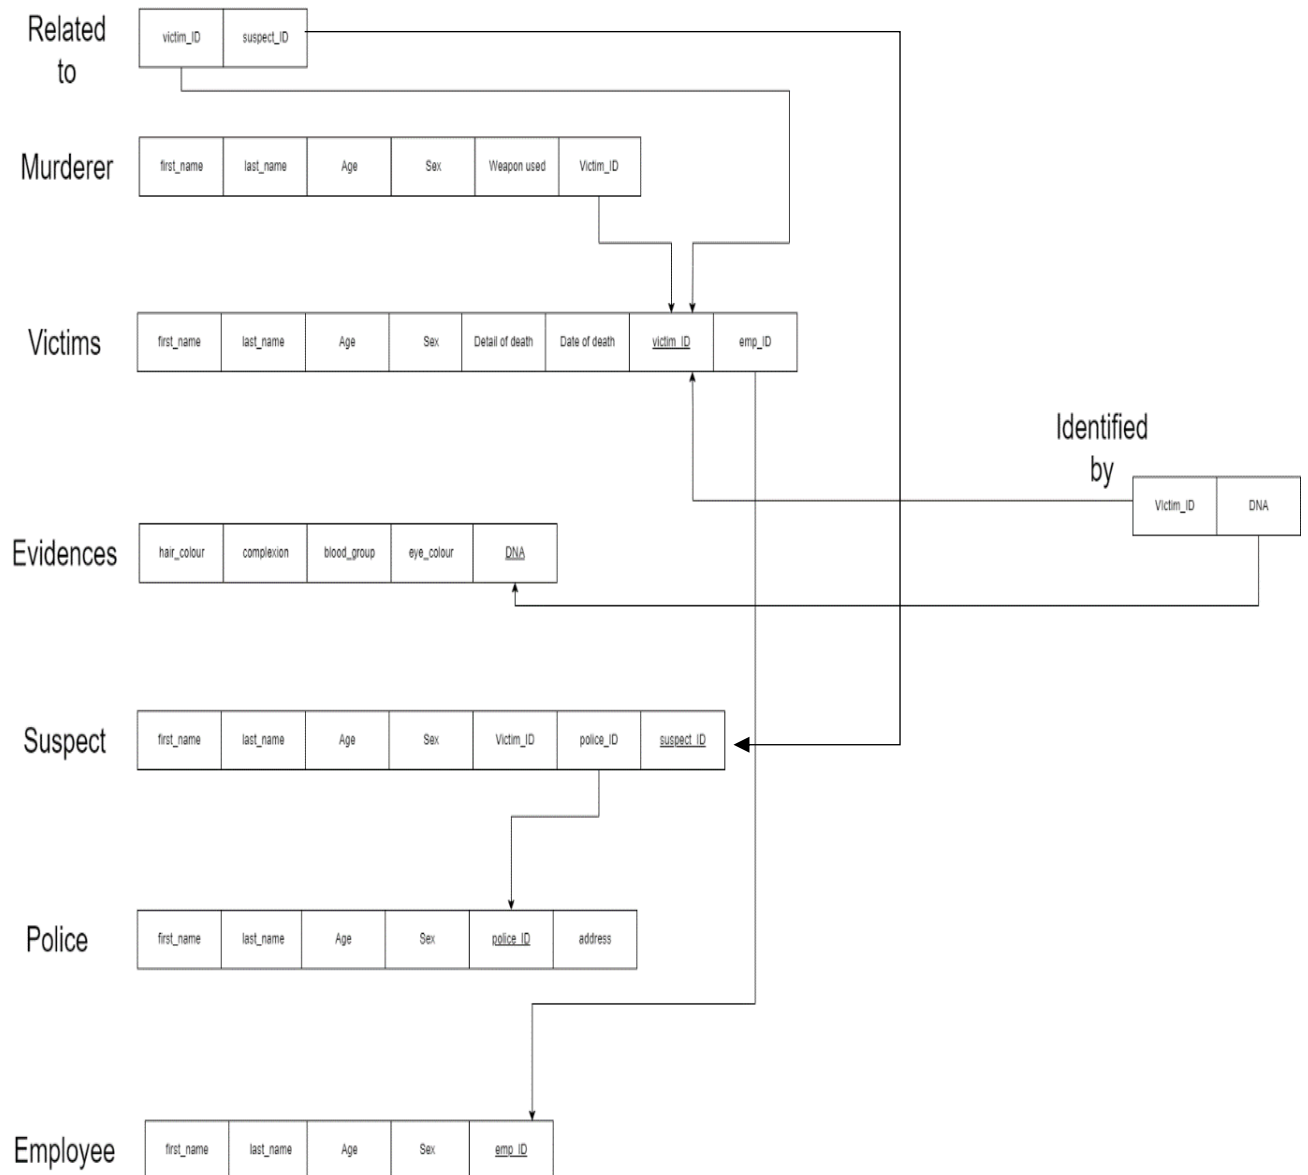 Related
to
victim_ID suspect_ID
Murderer
first_name last_name Age Sex Weapon used Victim_ID
Victims
first_name last_name Age Sex Detail of death Date of death victim_ID emp_ID
Identified
by
VIctim_ID DNA
Evidences
hair_colour complexion blood_group eye_colour DNA
Suspect
first_name last_name Age Sex Victim_ID police_ID suspect_ID
Police
first_name last_name Age Sex police_ID address
Employee
first_name last_name Age Sex emp_ID